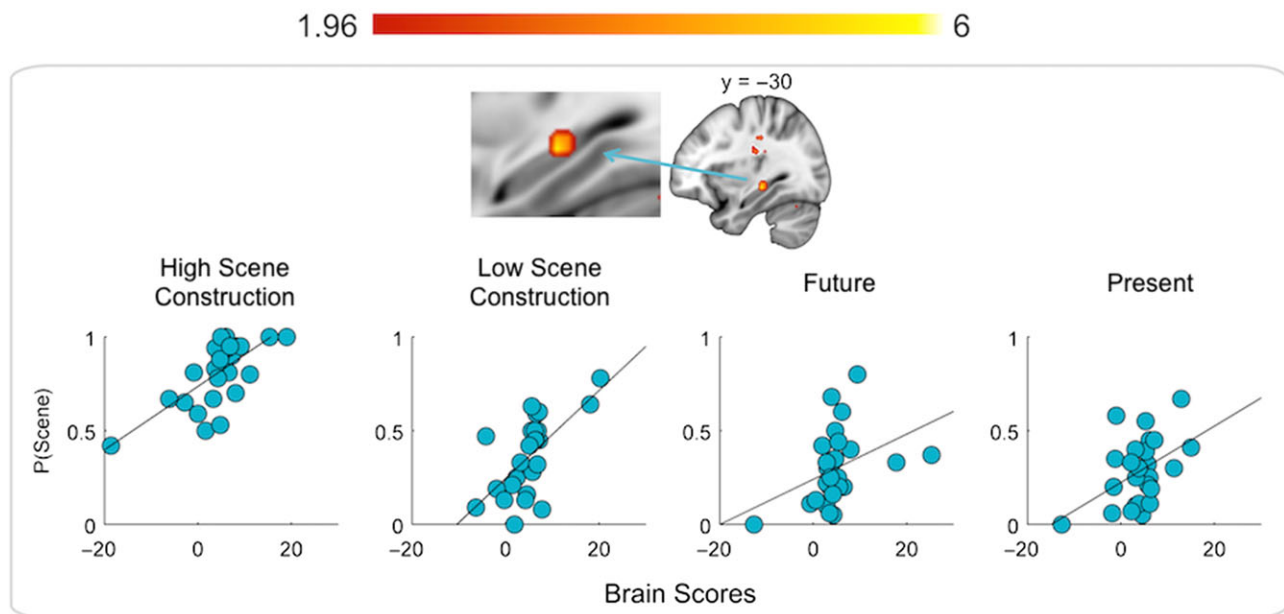 1.96 6
y = −30
High Scene
Construction
Low Scene
Construction
Future
Present
P(Scene)
1
0.5
0
−20 0 20
1
0.5
0
−20 0 20
1
0.5
0
−20 0 20
1
0.5
0
−20 0 20
Brain Scores